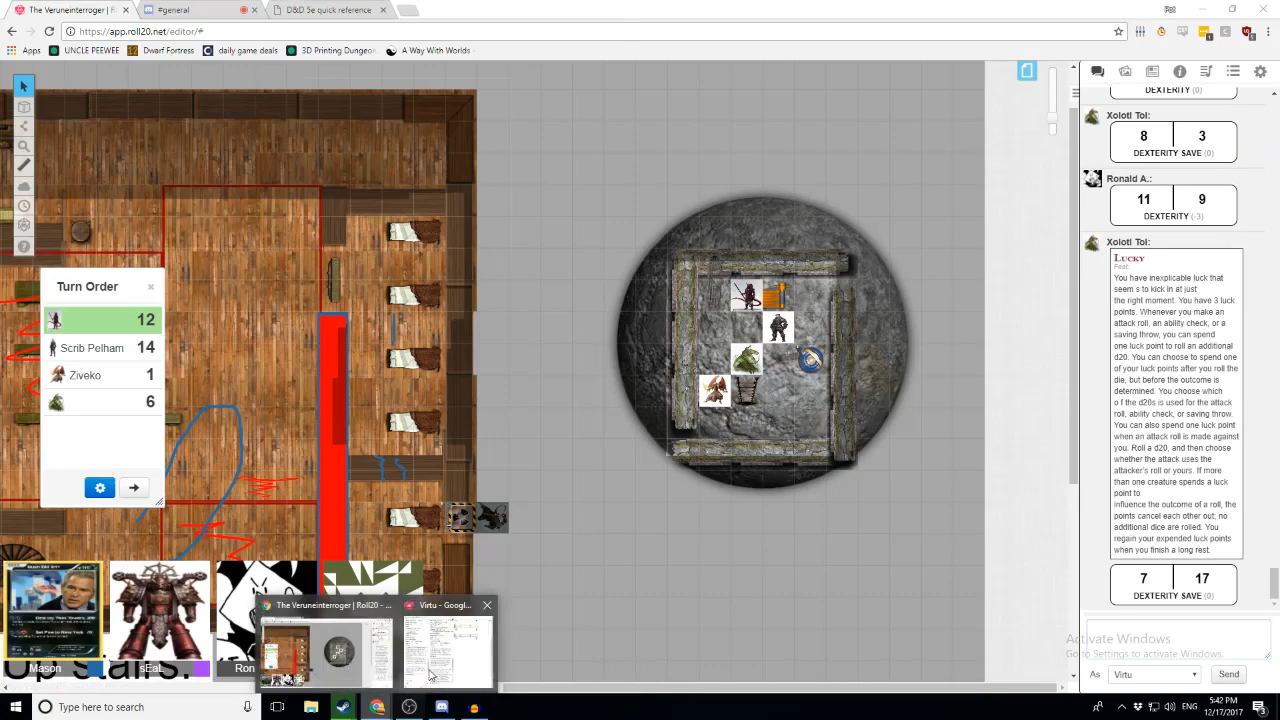 The Veruneinterroger | R
#general
D&D 5e quick reference
https://app.roll20.net/editor/#
Apps
UNCLE PEEWEE
Dwarf Fortress
daily game deals
3D Printing Dungeon
A Way With Words
DEXTERITY (0)
Xolotl Tol:
8 3
DEXTERITY SAVE (0)
Ronald A.:
11 9
DEXTERITY (-3)
Xolotl Tol:
LUCKY
Feat
You have inexplicable luck that
seem s to kick in at just
the right moment. You have 3 luck
points. Whenever you make an
attack roll, an ability check, or a
saving throw, you can spend
one luck point to roll an additional
d20. You can choose to spend one
of your luck points after you roll the
die, but before the outcome is
determined. You choose which
o f the d20s is used for the attack
roll, ability check, or saving throw.
You can also spend one luck point
when an attack roll is made against
you. Roll a d20, and then choose
whether the attack uses the
attacker's roll or yours. If more
than one creature spends a luck
point to
influence the outcome of a roll, the
points cancel each other out; no
additional dice are rolled. You
regain your expended luck points
when you finish a long rest.
7 17
DEXTERITY SAVE (0)
Turn Order
12
Scrib Pelham 14
Ziveko 1
6
Mason
sEaL
Ron
Up stairs.
The Veruneinterroger | Roll20 - ...
Virtu - Googl...
Activate Windows
Go to Settings to activate Windows.
As
Virtu
Send
Type here to search
5:42 PM
12/17/2017
3